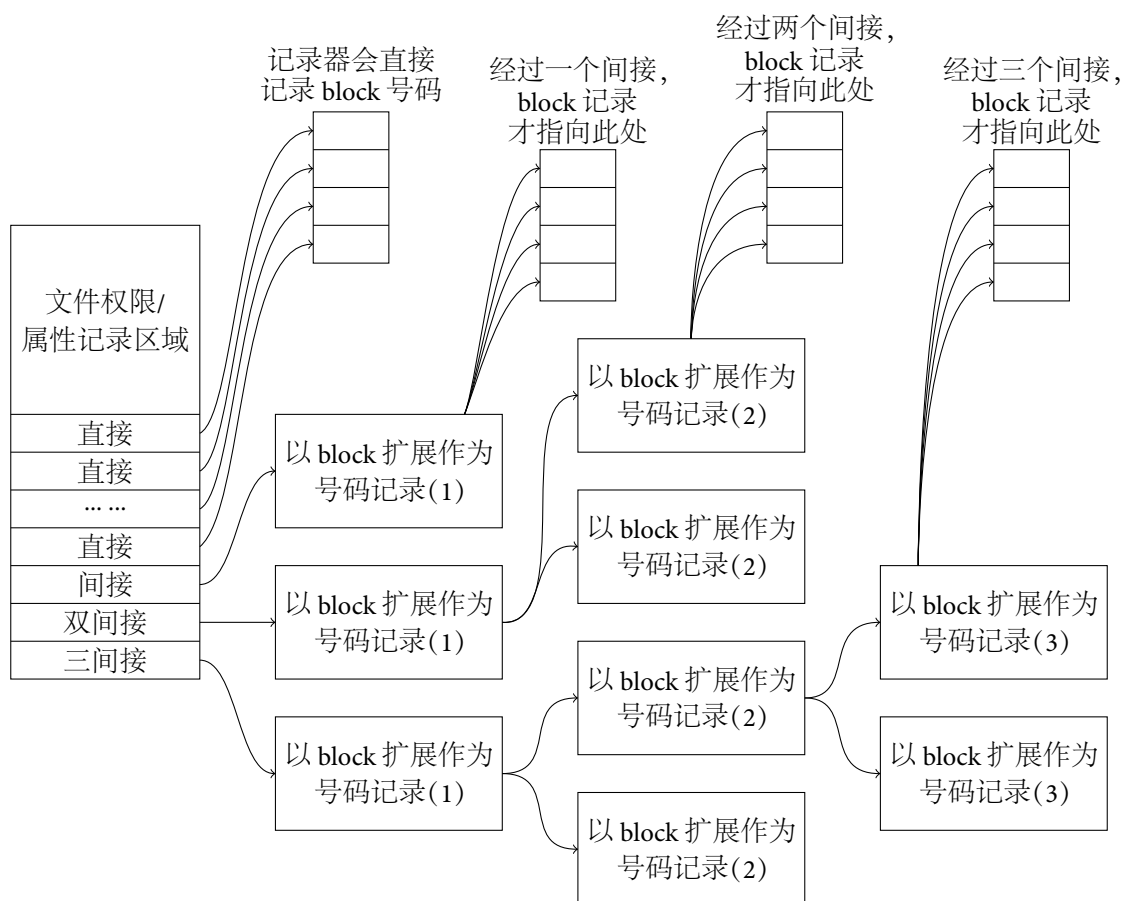 记录器会直接
记录 block 号码
经过一个间接，
block 记录
才指向此处
经过两个间接，
block 记录
才指向此处
经过三个间接，
block 记录
才指向此处
文件权限/
属性记录区域
直接
直接
... ...
直接
间接
双间接
三间接
以 block 扩展作为
号码记录(1)
以 block 扩展作为
号码记录(1)
以 block 扩展作为
号码记录(1)
以 block 扩展作为
号码记录(2)
以 block 扩展作为
号码记录(2)
以 block 扩展作为
号码记录(2)
以 block 扩展作为
号码记录(2)
以 block 扩展作为
号码记录(3)
以 block 扩展作为
号码记录(3)